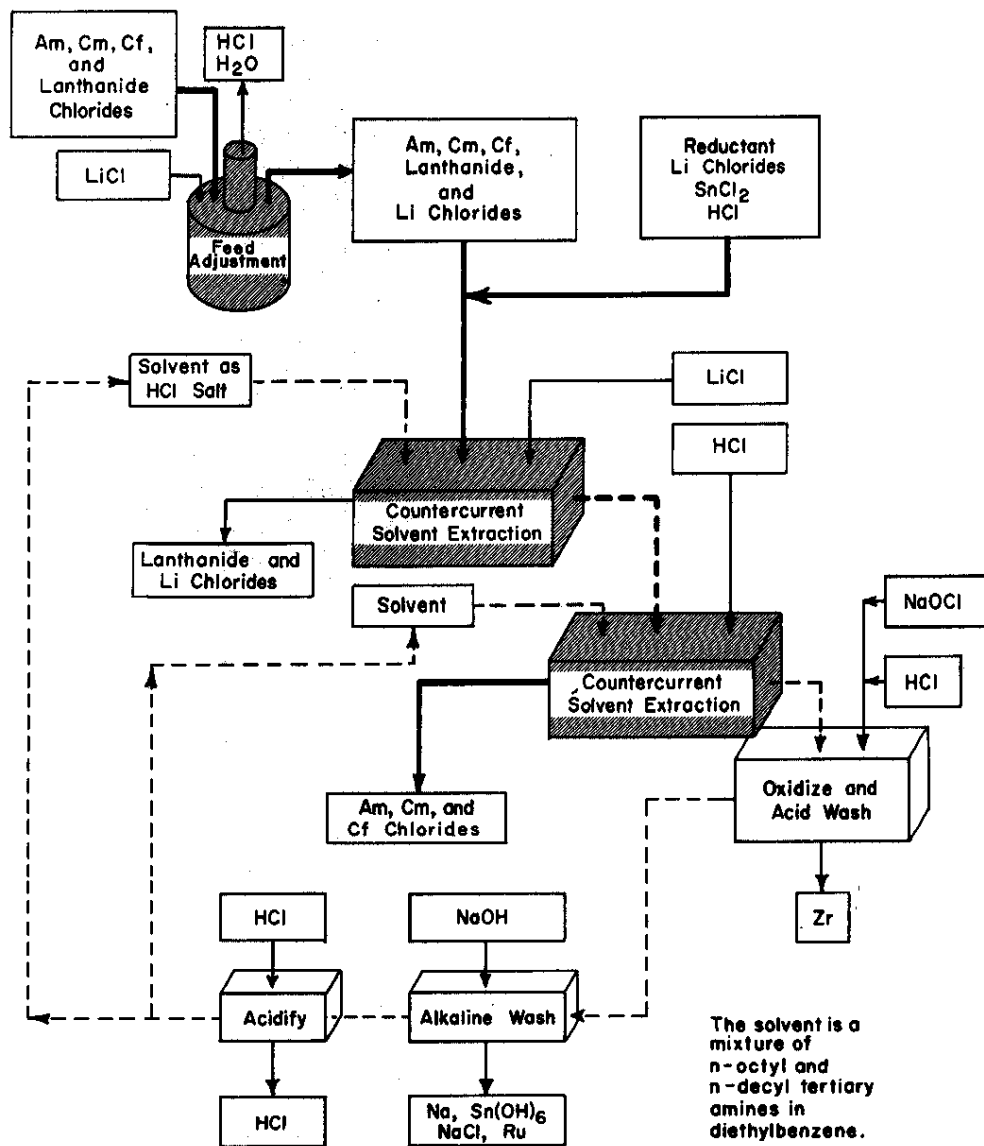 Am, Cm, Cf,
and
Lanthanide
Chlorides
HCl
H2O
LiCl
Feed
Adjustment
Am, Cm, Cf,
Lanthanide,
and
Li Chlorides
Reductant
Li Chlorides
SnCl2
HCl
Solvent as
HCl Salt
LiCl
HCl
Countercurrent
Solvent Extraction
Lanthanide and
Li Chlorides
Solvent
NaOCl
HCl
Countercurrent
Solvent Extraction
Am, Cm, and
Cf Chlorides
Oxidize and
Acid Wash
Zr
HCl
NaOH
Acidify
Alkaline Wash
HCl
Na, Sn(OH)6
NaCl, Ru
The solvent is a
mixture of
n-octyl and
n-decyl tertiary
amines in
diethylbenzene.